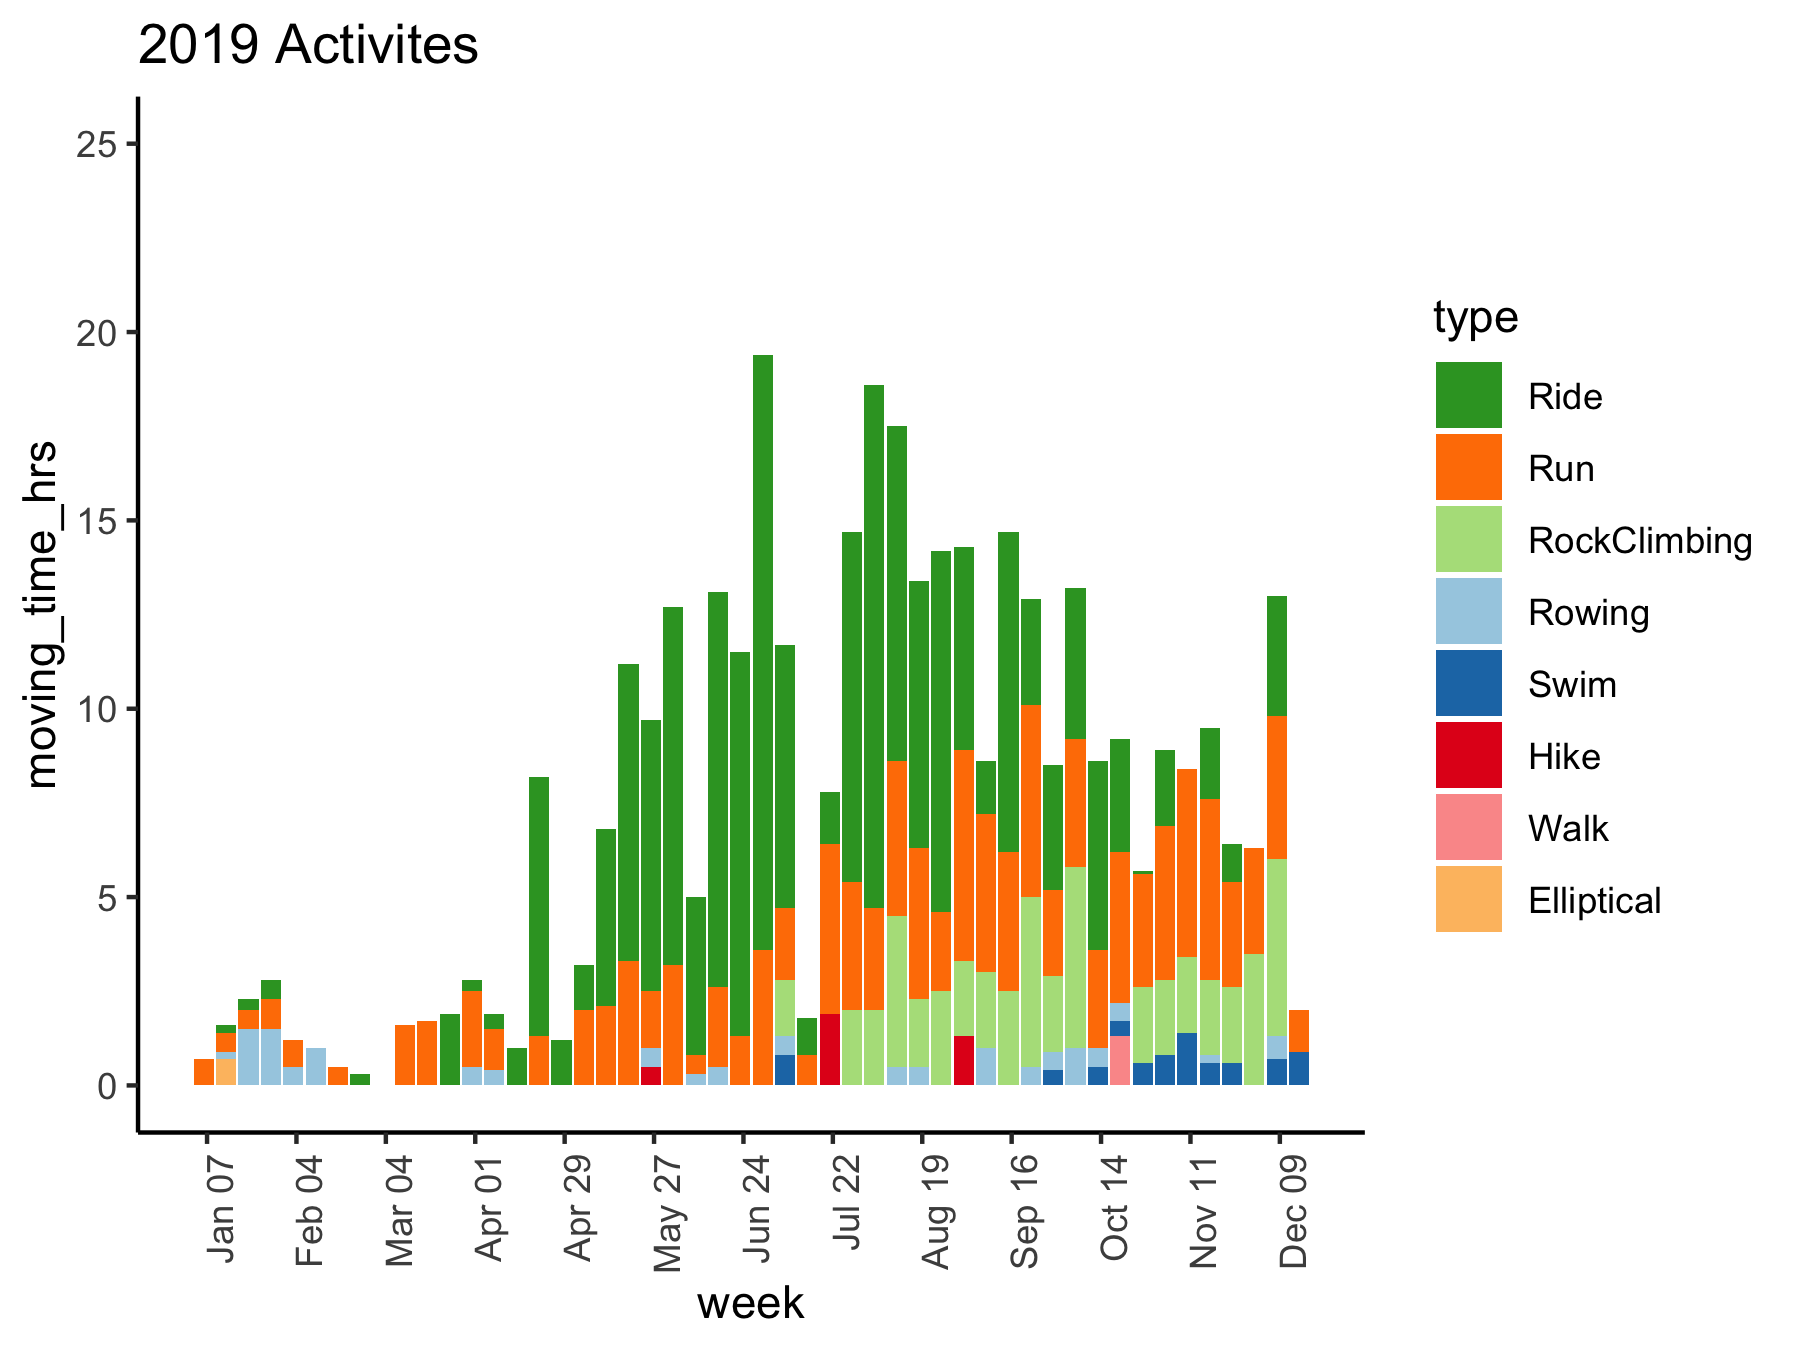 2019 Activites
25
20
15
10
5
0
moving_time_hrs
Jan 07
Feb 04
Mar 04
Apr 01
Apr 29
May 27
Jun 24
Jul 22
Aug 19
Sep 16
Oct 14
Nov 11
Dec 09
week
type
Ride
Run
RockClimbing
Rowing
Swim
Hike
Walk
Elliptical